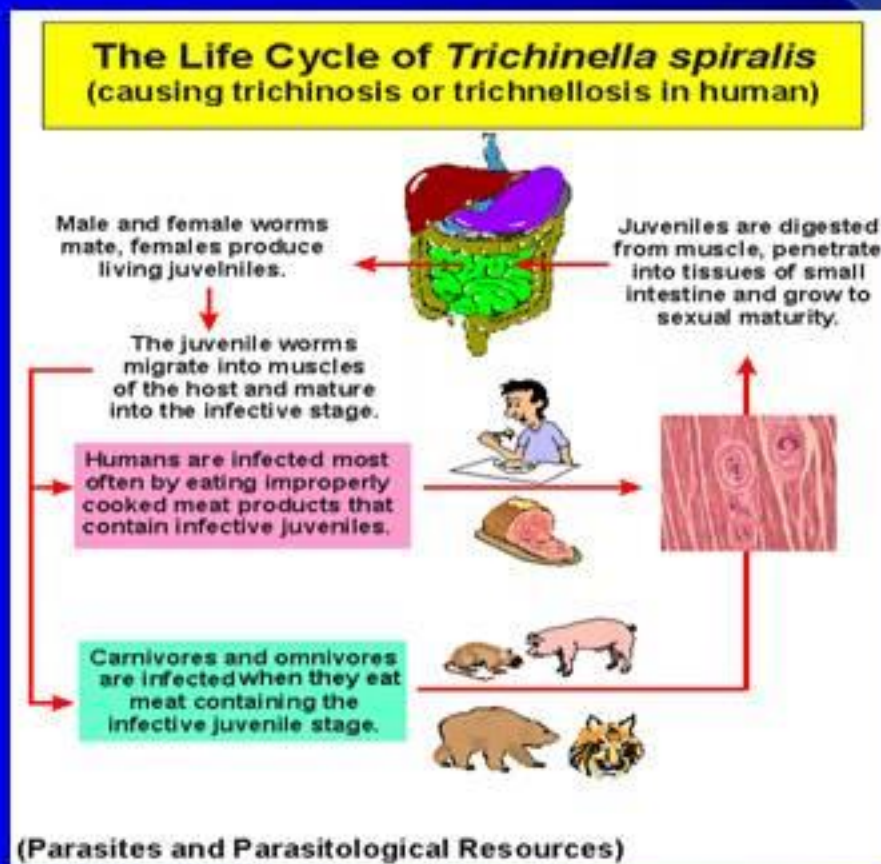 The Life Cycle of Trichinella spiralis
(causing trichinosis or trichnellosis in human)
Male and female worms
mate, females produce
living juvelniles.
Juveniles are digested
from muscle, penetrate
into tissues of small
intestine and grow to
sexual maturity.
The juvenile worms
migrate into muscles
of the host and mature
into the infective stage.
Humans are infected most
often by eating improperly
cooked meat products that
contain infective juveniles.
Carnivores and omnivores
are infected when they eat
meat containing the
infective juvenile stage.
(Parasites and Parasitological Resources)